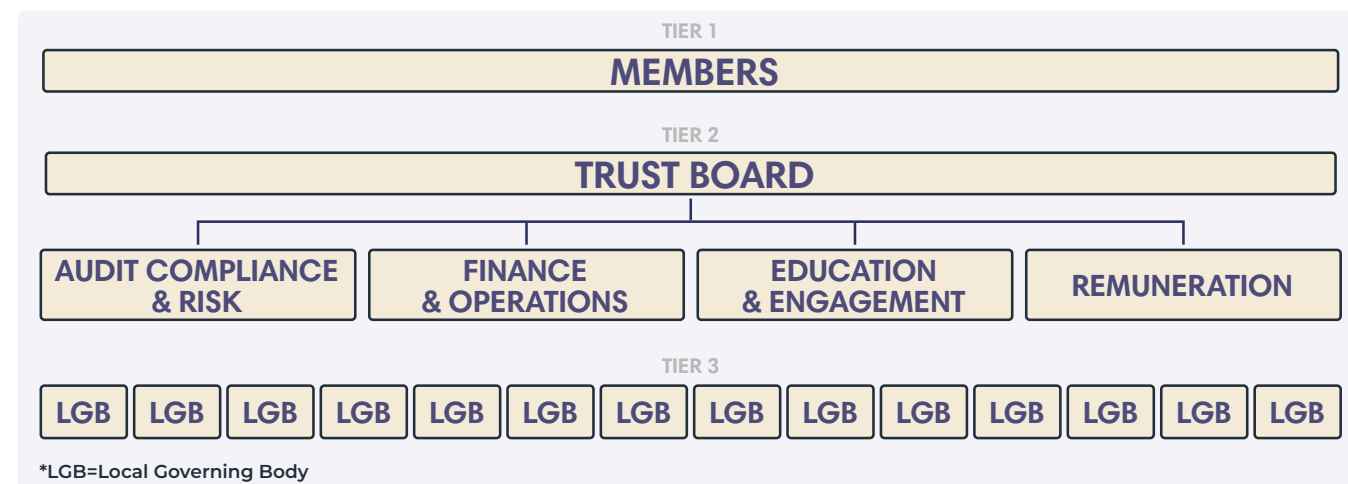 TIER 1
MEMBERS
TIER 2
TRUST BOARD
AUDIT COMPLIANCE
& RISK
FINANCE
& OPERATIONS
EDUCATION
& ENGAGEMENT
REMUNERATION
TIER 3
LGB LGB LGB LGB LGB LGB LGB LGB LGB LGB LGB LGB LGB LGB
*LGB=Local Governing Body